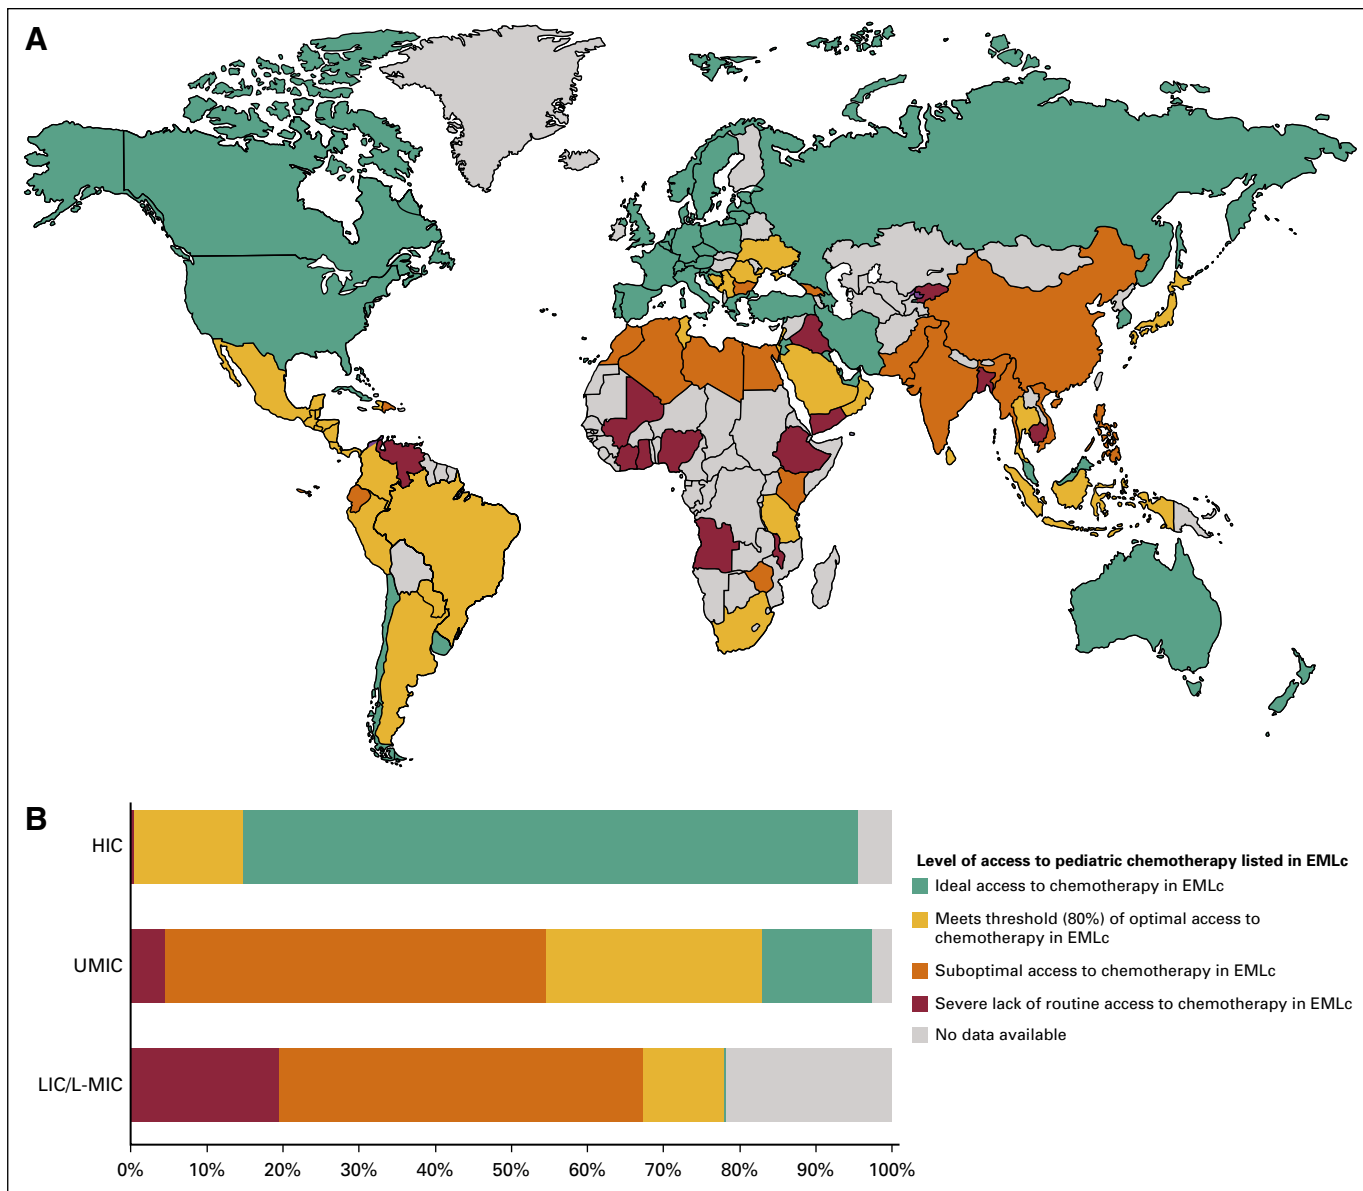 A
B
HIC
UMIC
LIC/L-MIC
0%
10%
20%
30%
40%
50%
60%
70%
80%
90%
100%
Level of access to pediatric chemotherapy listed in EMLc
Ideal access to chemotherapy in EMLc
Meets threshold (80%) of optimal access to
chemotherapy in EMLc
Suboptimal access to chemotherapy in EMLc
Severe lack of routine access to chemotherapy in EMLc
No data available